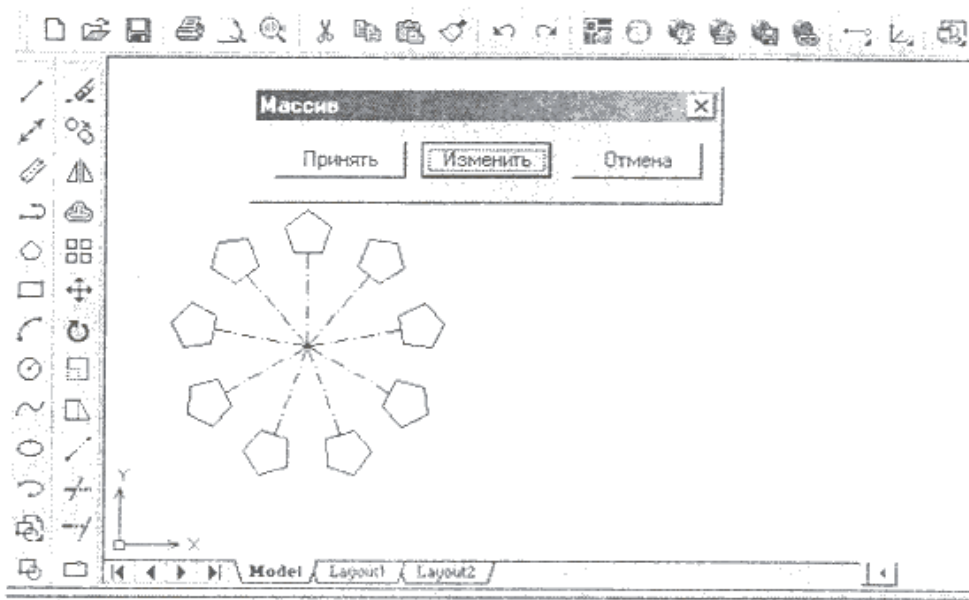 Массив
Принять Изменить Отмена
Y
X
Model Layout1 Layout2